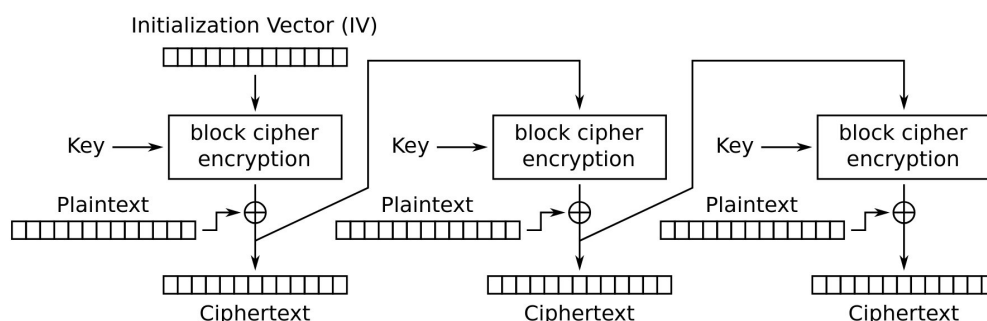 Initialization Vector (IV)
Key
block cipher
encryption
Key
block cipher
encryption
Key
block cipher
encryption
Plaintext
Plaintext
Plaintext
Ciphertext
Ciphertext
Ciphertext